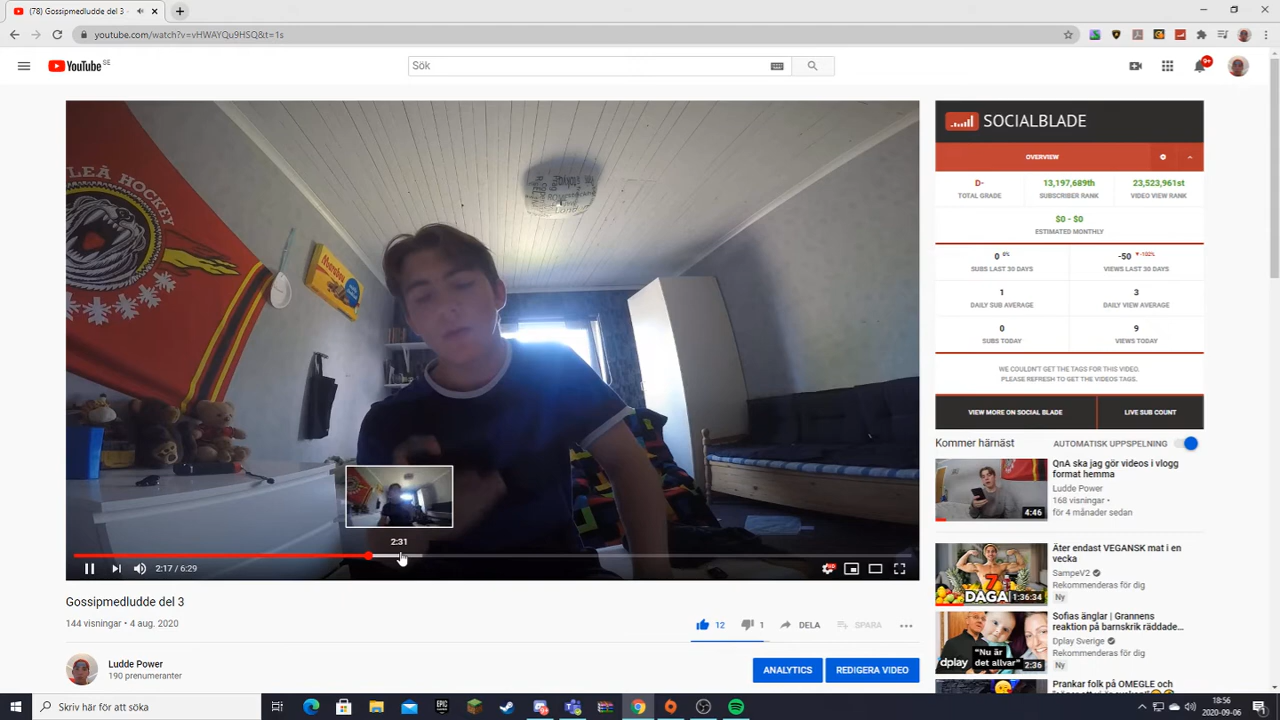 (78) Gossipmedludde del 3 -
youtube.com/watch?v=vHWAYQu9HSQ&t=1s
YouTube SE
Sök
9+
LEÅ HOCKEY
SOCIALBLADE
OVERVIEW
D-
TOTAL GRADE
13,197,689th
SUBSCRIBER RANK
23,523,961st
VIDEO VIEW RANK
$0 - $0
ESTIMATED MONTHLY
0 0%
SUBS LAST 30 DAYS
-50 ▼-102%
VIEWS LAST 30 DAYS
1
DAILY SUB AVERAGE
3
DAILY VIEW AVERAGE
0
SUBS TODAY
9
VIEWS TODAY
WE COULDN'T GET THE TAGS FOR THIS VIDEO.
PLEASE REFRESH TO GET THE VIDEOS TAGS.
VIEW MORE ON SOCIAL BLADE
LIVE SUB COUNT
Kommer härnäst
AUTOMATISK UPPSPELNING
QnA ska jag gör videos i vlogg
format hemma
Ludde Power
168 visningar •
för 4 månader sedan
4:46
Äter endast VEGANSK mat i en
vecka
SampeV2
Rekommenderas för dig
Ny
7
DAGA
1:36:34
Sofias änglar | Grannens
reaktion på barnskrik räddade...
Dplay Sverige
Rekommenderas för dig
Ny
"Nu är
det allvar"
dplay
2:36
Prankar folk på OMEGLE och
2:31
2:17 / 6:29
Gossipmedludde del 3
144 visningar • 4 aug. 2020
12
1
DELA
SPARA
Ludde Power
190 prenumeranter
ANALYTICS
REDIGERA VIDEO
Skriv här för att söka
18:56
2020-09-06
1